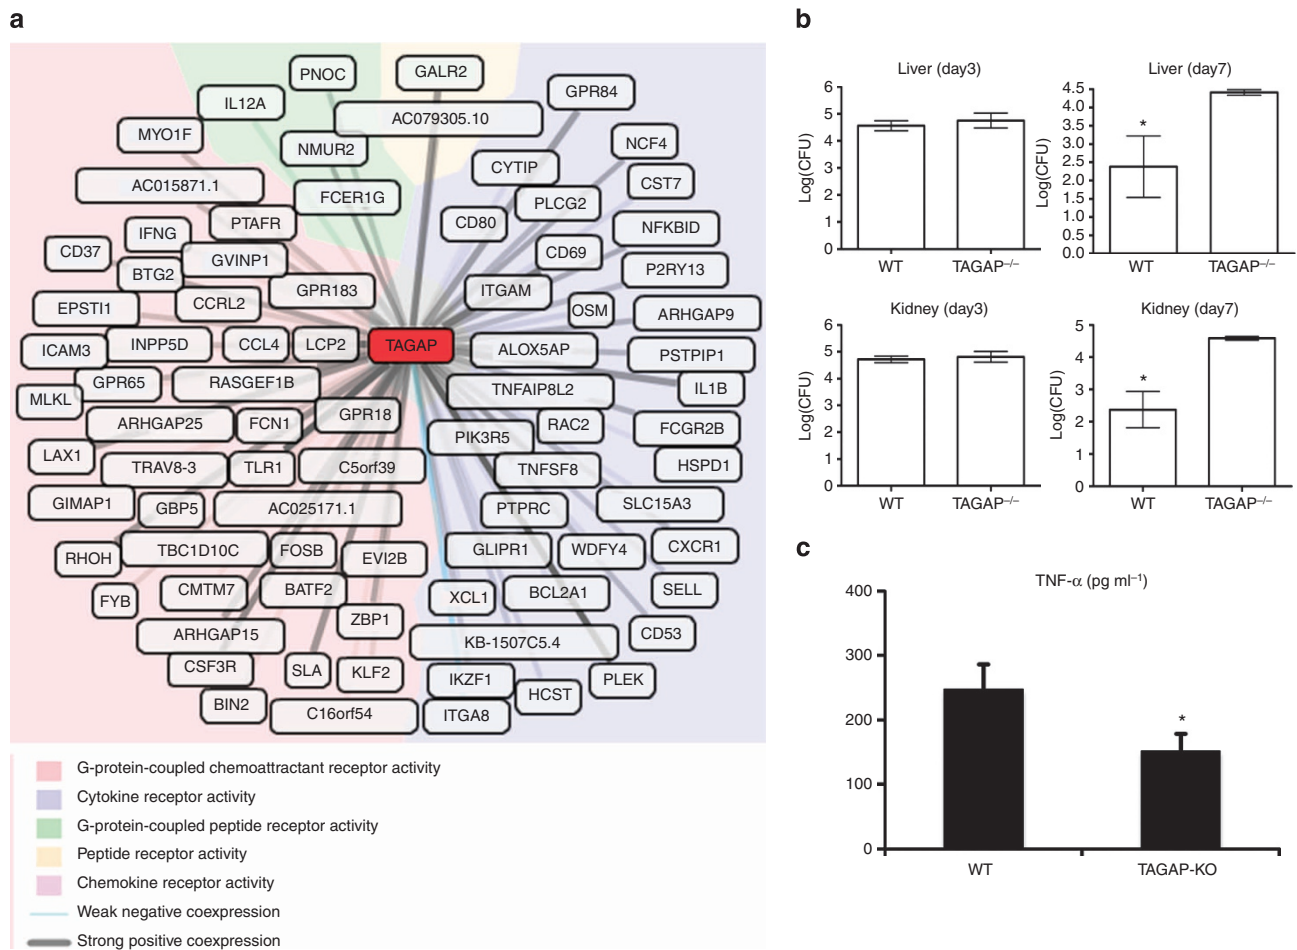 a
PNOC
GALR2
IL12A
GPR84
AC079305.10
MYO1F
NMUR2
NCF4
CYTIP
AC015871.1
FCER1G
CST7
PLCG2
PTAFR
CD80
IFNG
NFKBID
CD37
GVINP1
CD69
BTG2
P2RY13
GPR183
ITGAM
EPSTI1
CCRL2
OSM
ARHGAP9
ICAM3
INPP5D
CCL4
LCP2
TAGAP
ALOX5AP
PSTPIP1
GPR65
RASGEF1B
TNFAIP8L2
IL1B
MLKL
GPR18
ARHGAP25
FCN1
PIK3R5
RAC2
FCGR2B
LAX1
TRAV8-3
TLR1
C5orf39
TNFSF8
HSPD1
GIMAP1
GBP5
AC025171.1
PTPRC
SLC15A3
RHOH
TBC1D10C
FOSB
EVI2B
GLIPR1
WDFY4
CXCR1
FYB
CMTM7
BATF2
XCL1
BCL2A1
SELL
ZBP1
ARHGAP15
KB-1507C5.4
CD53
CSF3R
SLA
KLF2
IKZF1
HCST
PLEK
BIN2
C16orf54
ITGA8
G-protein-coupled chemoattractant receptor activity
Cytokine receptor activity
G-protein-coupled peptide receptor activity
Peptide receptor activity
Chemokine receptor activity
Weak negative coexpression
Strong positive coexpression
b
Liver (day3)
Log(CFU)
6
5
4
3
2
1
0
WT
TAGAP–/–
Liver (day7)
Log(CFU)
4.5
4.0
3.5
3.0
2.5
2.0
1.5
1.0
0.5
0.0
*
WT
TAGAP–/–
Kidney (day3)
Log(CFU)
6
5
4
3
2
1
0
WT
TAGAP–/–
Kidney (day7)
Log(CFU)
5
4
3
2
1
0
*
WT
TAGAP–/–
c
TNF-α (pg ml–1)
400
300
200
100
0
*
WT
TAGAP-KO